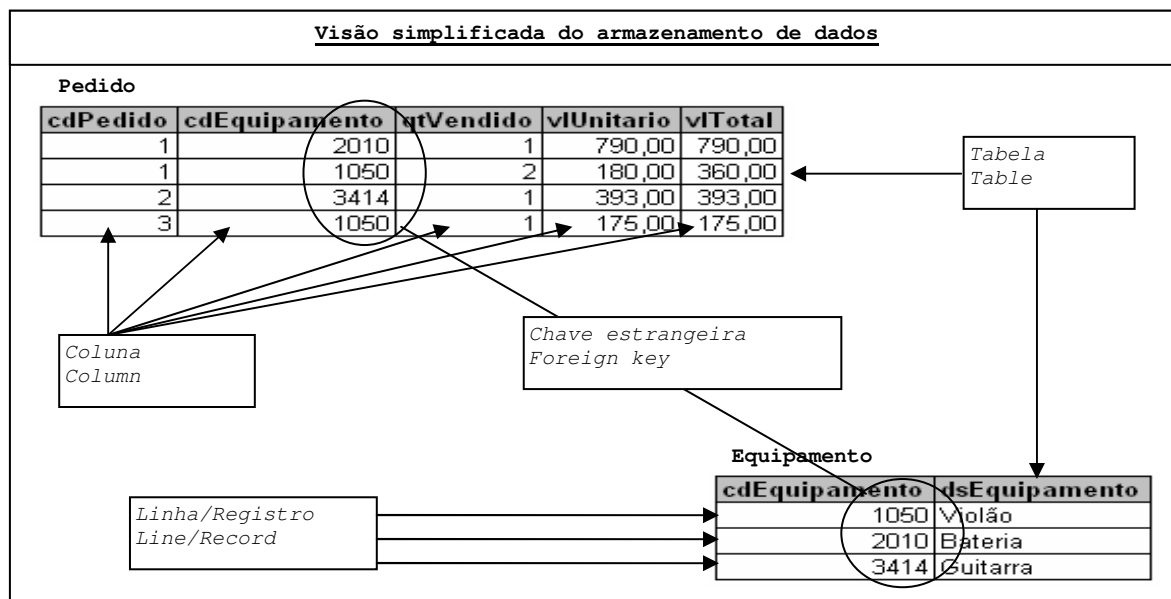 Visão simplificada do armazenamento de dados
Pedido
cdPedido cdEquipamento qtVendido vlUnitario vlTotal
1 2010 1 790,00 790,00
1 1050 2 180,00 360,00
2 3414 1 393,00 393,00
3 1050 1 175,00 175,00
Tabela
Table
Coluna
Column
Chave estrangeira
Foreign key
Equipamento
cdEquipamento dsEquipamento
1050 Violão
2010 Bateria
3414 Guitarra
Linha/Registro
Line/Record